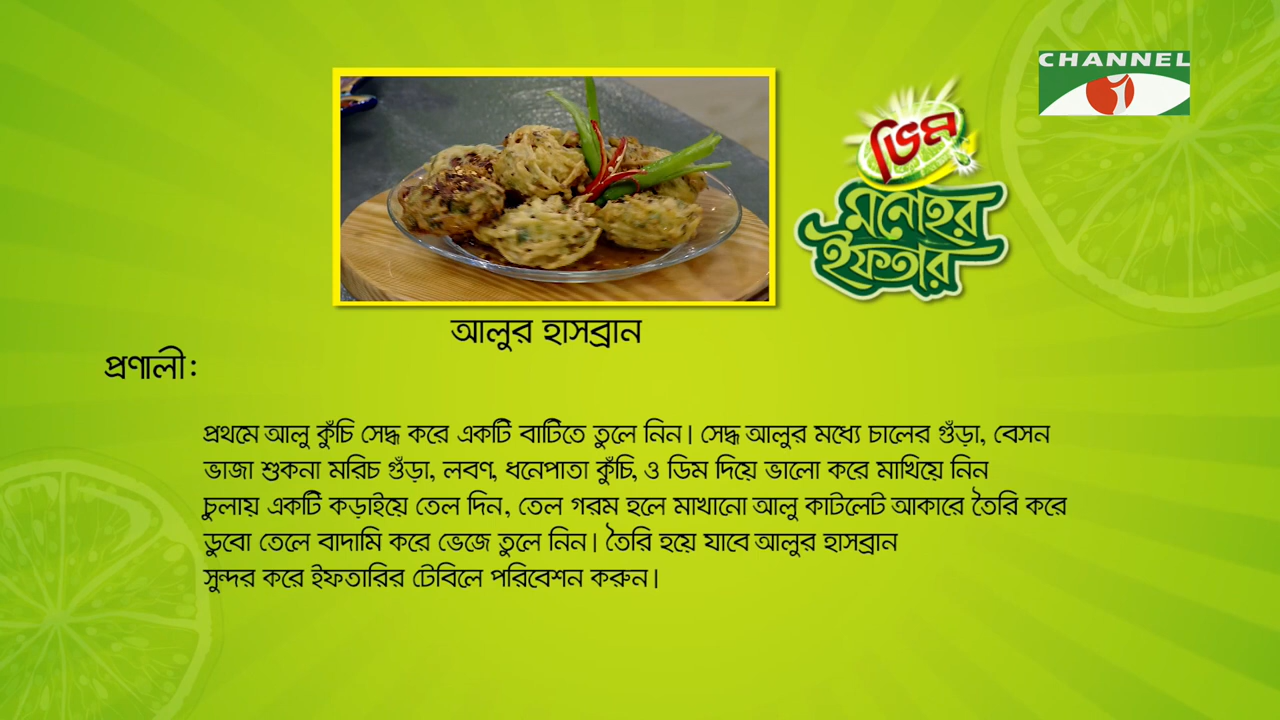 CHANNEL
ভিম
মনোহর
ইফতার
আলুর হাসব্রান
প্রণালী:
প্রথমে আলু কুঁচি সেদ্ধ করে একটি বাটিতে তুলে নিন। সেদ্ধ আলুর মধ্যে চালের গুঁড়া, বেসন
ভাজা শুকনা মরিচ গুঁড়া, লবণ, ধনেপাতা কুঁচি, ও ডিম দিয়ে ভালো করে মাখিয়ে নিন
চুলায় একটি কড়াইয়ে তেল দিন, তেল গরম হলে মাখানো আলু কাটলেট আকারে তৈরি করে
ডুবো তেলে বাদামি করে ভেজে তুলে নিন। তৈরি হয়ে যাবে আলুর হাসব্রান
সুন্দর করে ইফতারির টেবিলে পরিবেশন করুন।